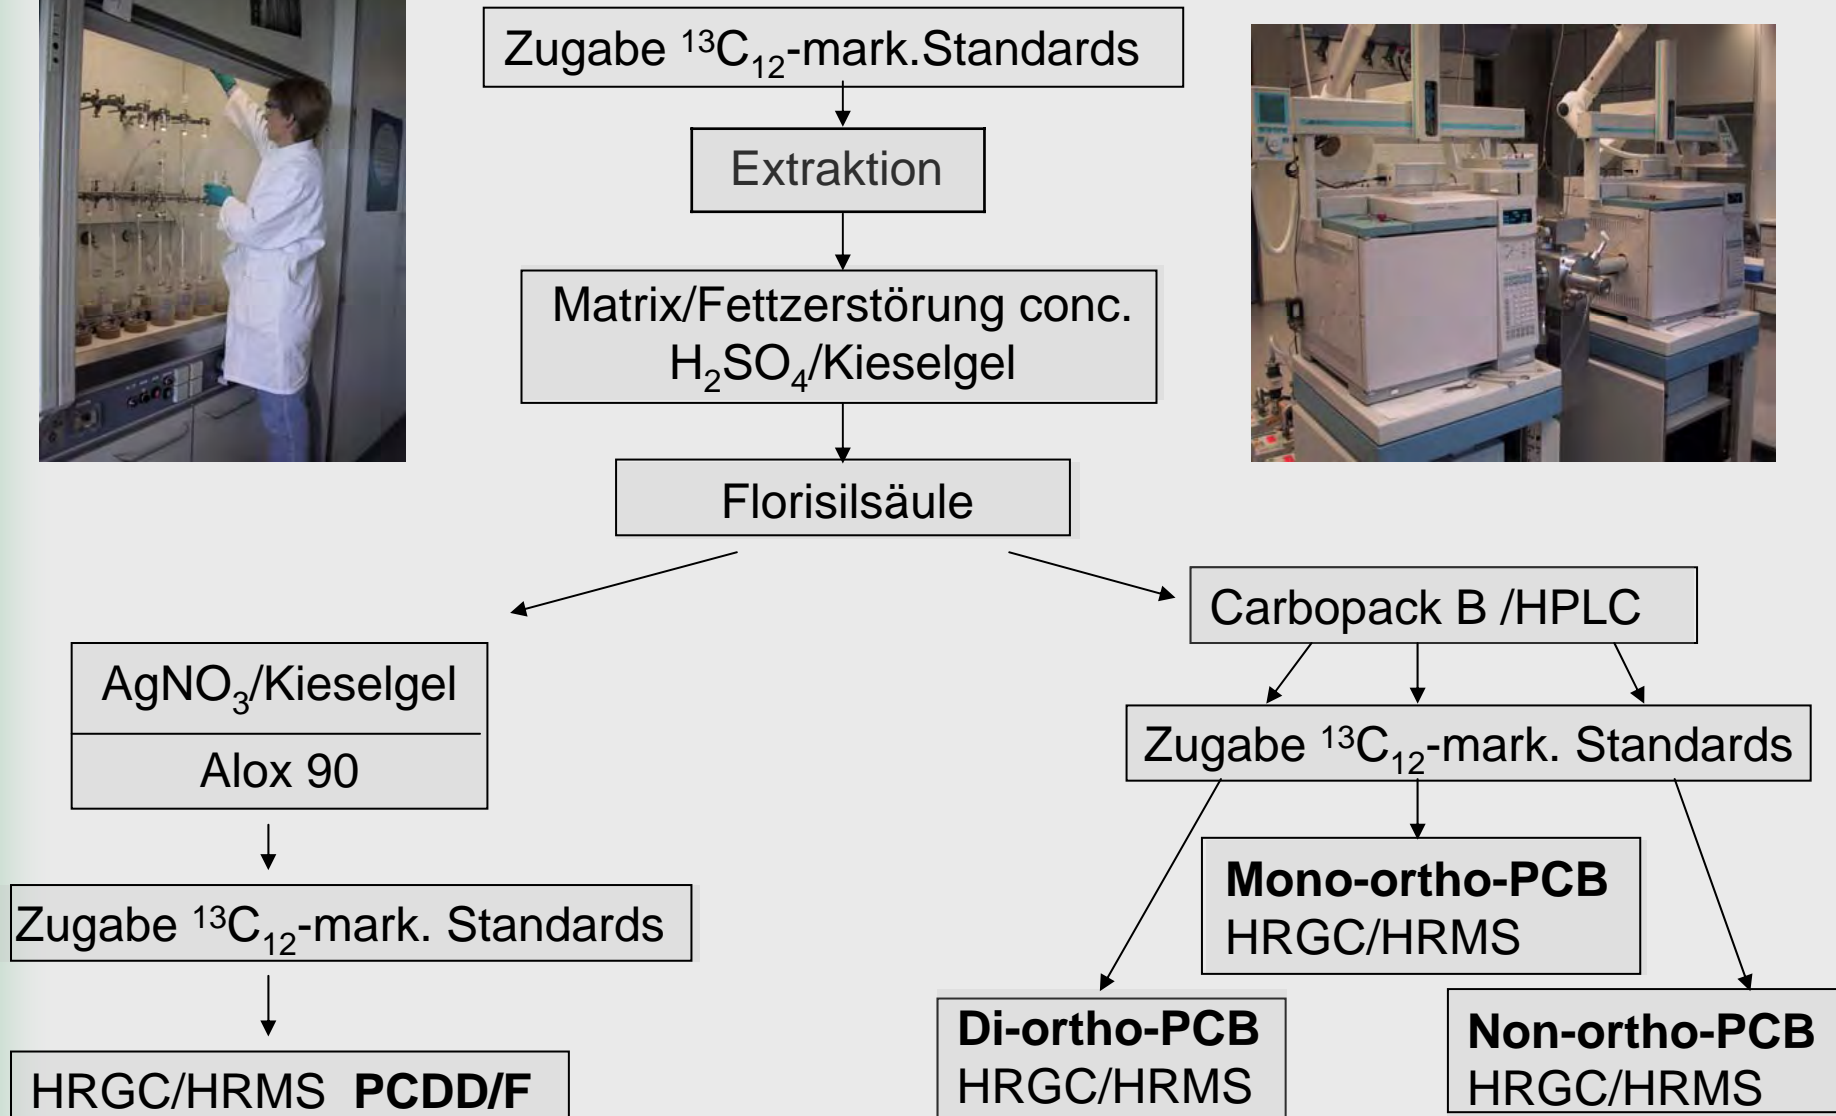 Zugabe ¹³C₁₂-mark.Standards
Extraktion
Matrix/Fettzerstörung conc.
H₂SO₄/Kieselgel
Florisilsäule
AgNO₃/Kieselgel
Alox 90
Zugabe ¹³C₁₂-mark. Standards
HRGC/HRMS PCDD/F
Carbopack B /HPLC
Zugabe ¹³C₁₂-mark. Standards
Mono-ortho-PCB
HRGC/HRMS
Di-ortho-PCB
HRGC/HRMS
Non-ortho-PCB
HRGC/HRMS